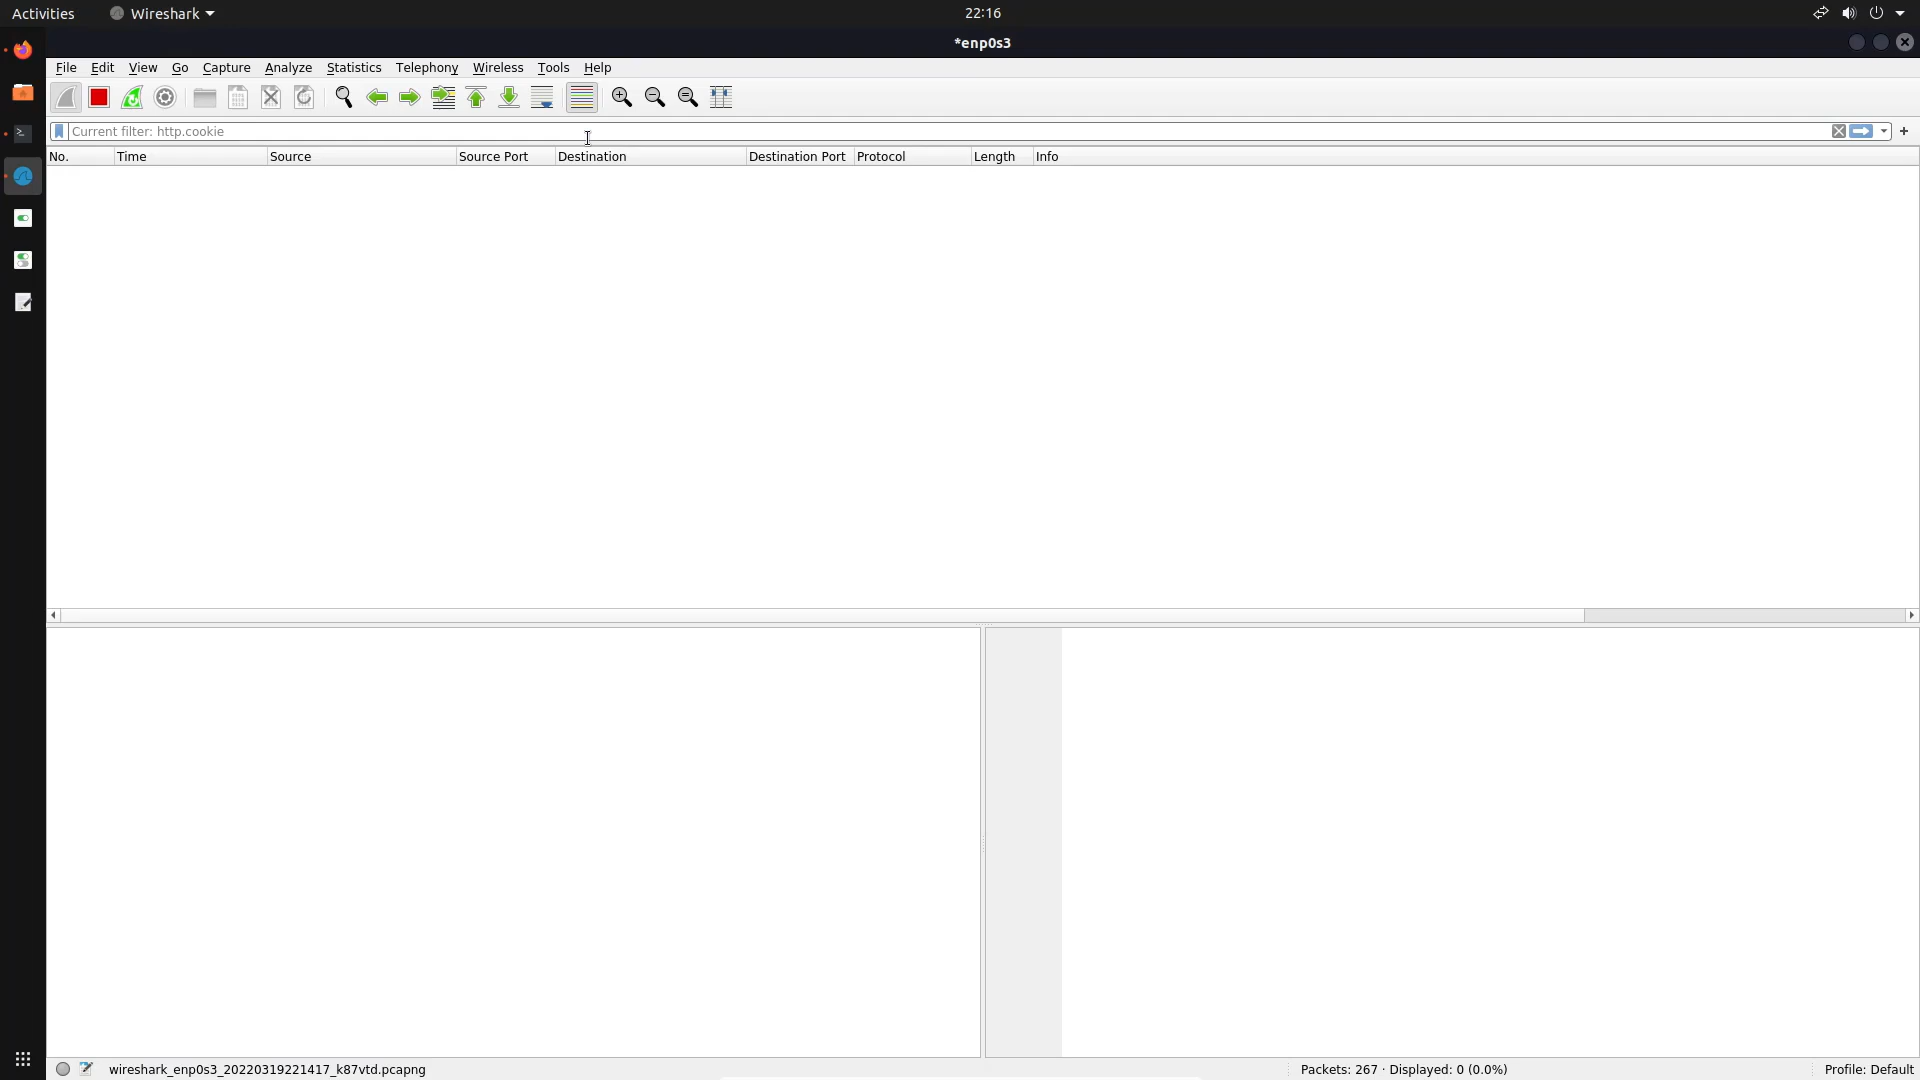 Activities Wireshark 22:16
*enp0s3
File Edit View Go Capture Analyze Statistics Telephony Wireless Tools Help
Current filter: http.cookie +
No. Time Source Source Port Destination Destination Port Protocol Length Info
wireshark_enp0s3_20220319221417_k87vtd.pcapng Packets: 267 · Displayed: 0 (0.0%) Profile: Default